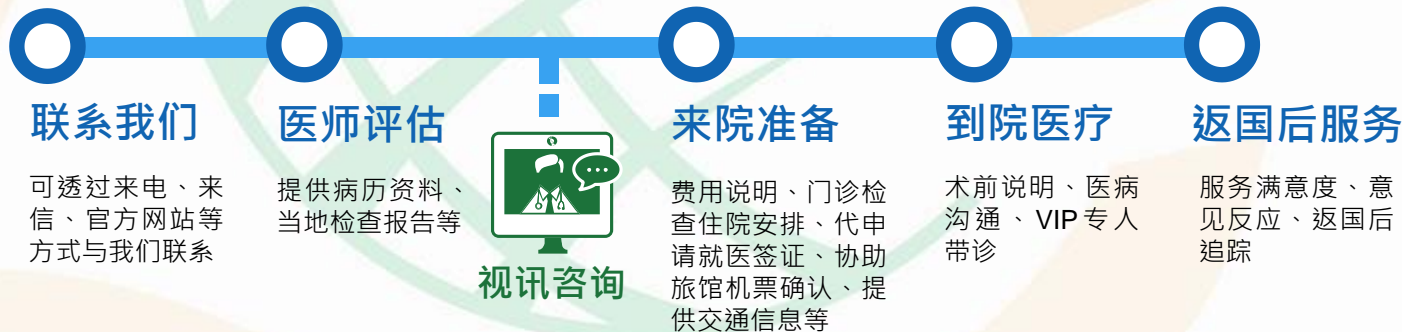 联系我们
可透过来电、来
信、官方网站等
方式与我们联系
医师评估
提供病历资料、
当地检查报告等
视讯咨询
来院准备
费用说明、门诊检
查住院安排、代申
请就医签证、协助
旅馆机票确认、提
供交通信息等
到院医疗
术前说明、医病
沟通、VIP专人
带诊
返国后服务
服务满意度、意
见反应、返国后
追踪